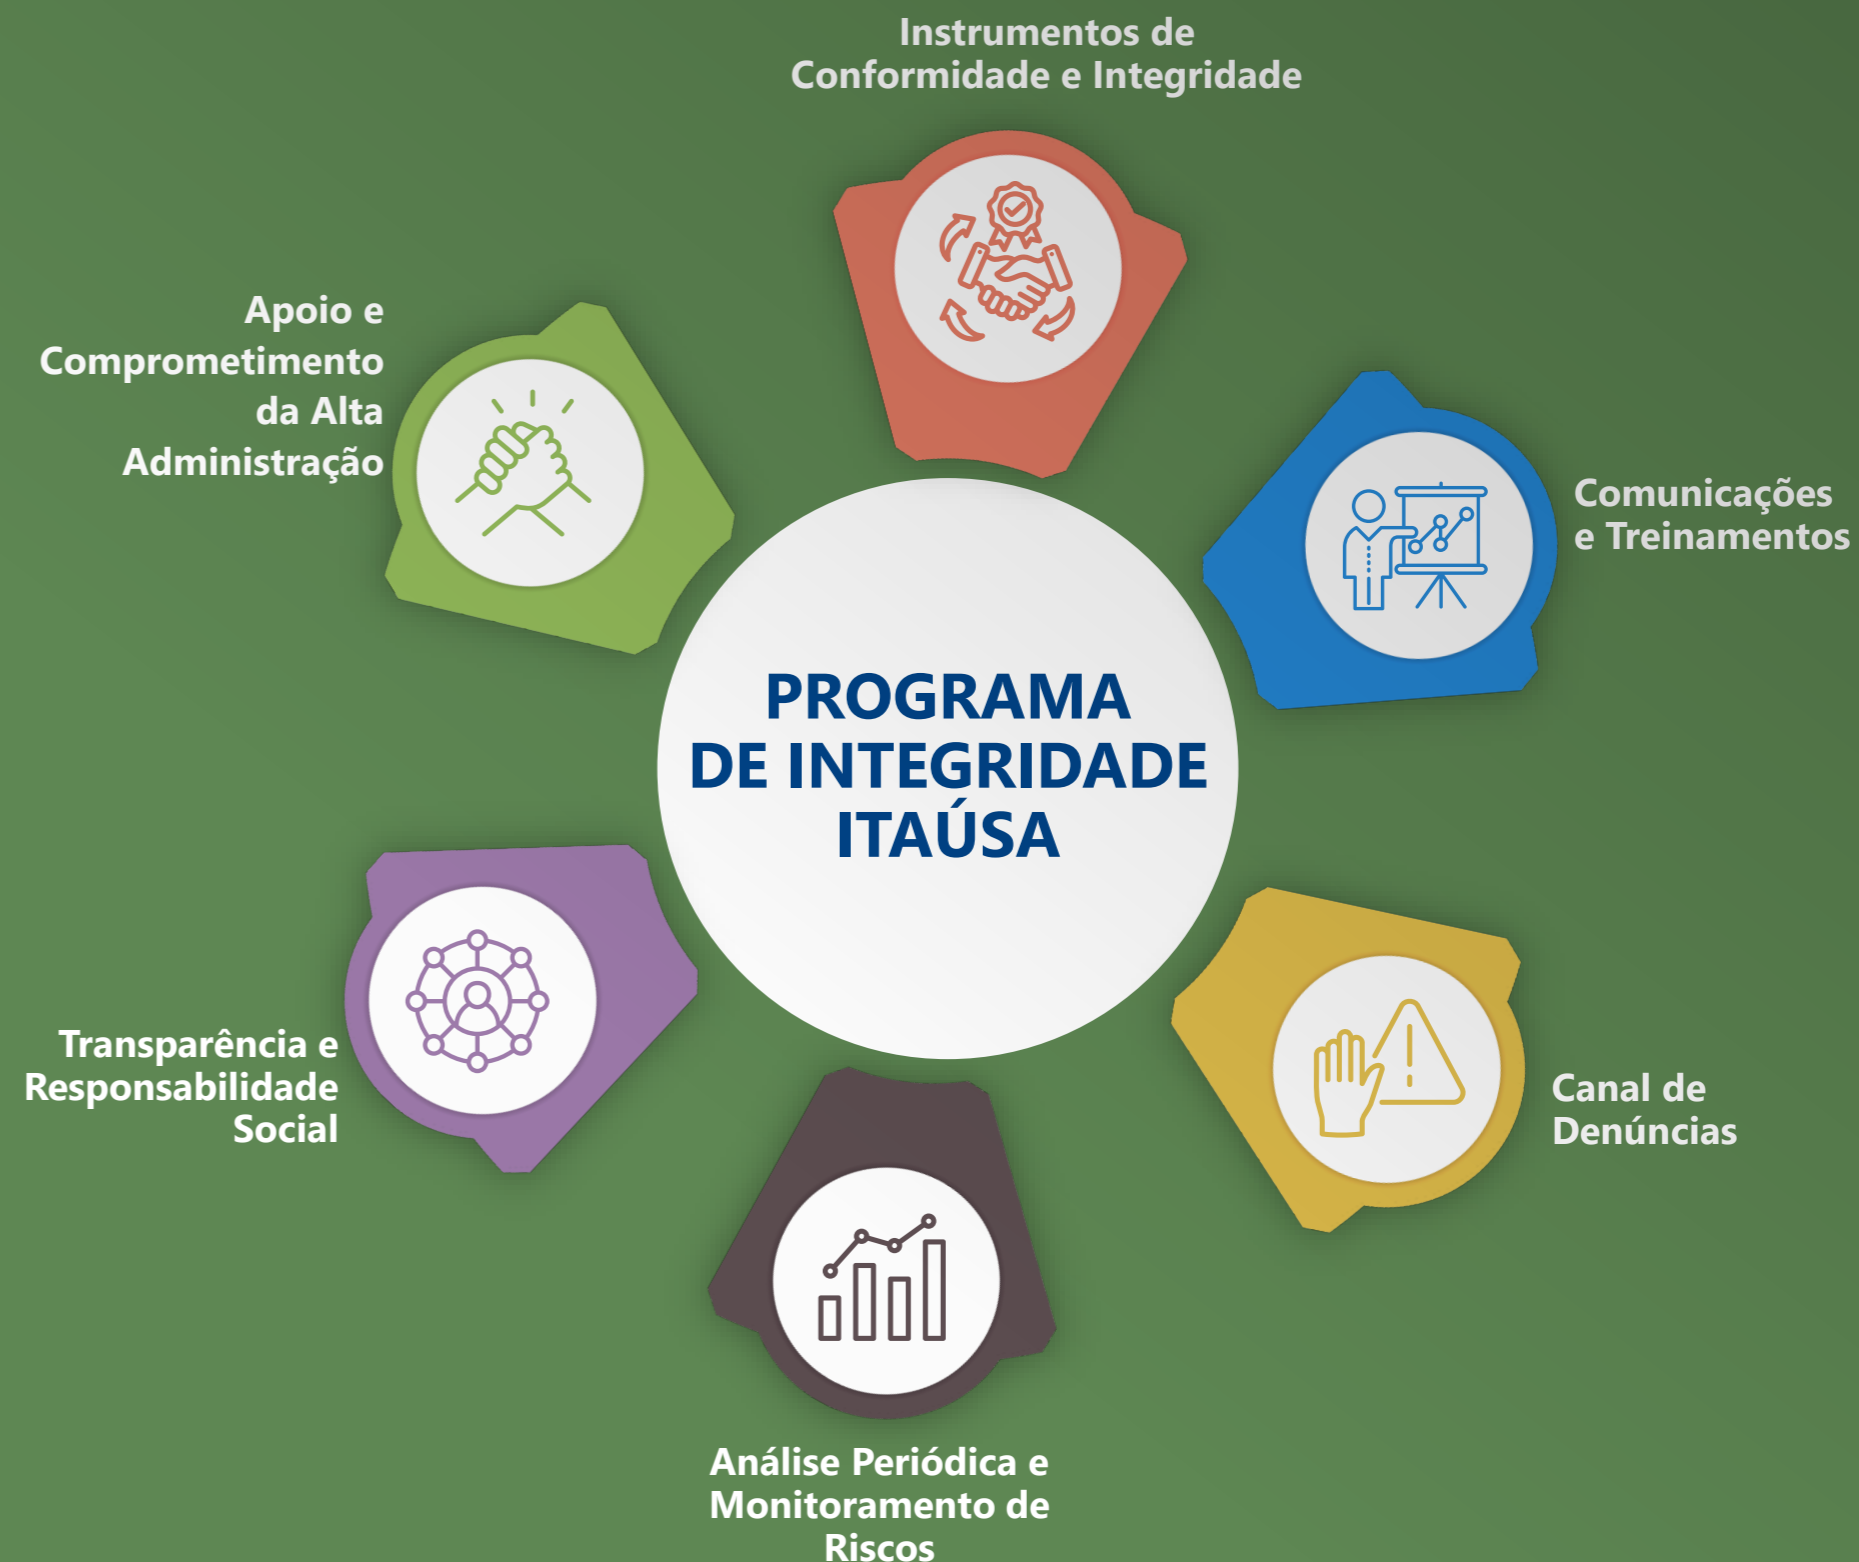 Instrumentos de
Conformidade e Integridade
Apoio e
Comprometimento
da Alta
Administração
Comunicações
e Treinamentos
PROGRAMA
DE INTEGRIDADE
ITAÚSA
Transparência e
Responsabilidade
Social
Canal de
Denúncias
Análise Periódica e
Monitoramento de
Riscos